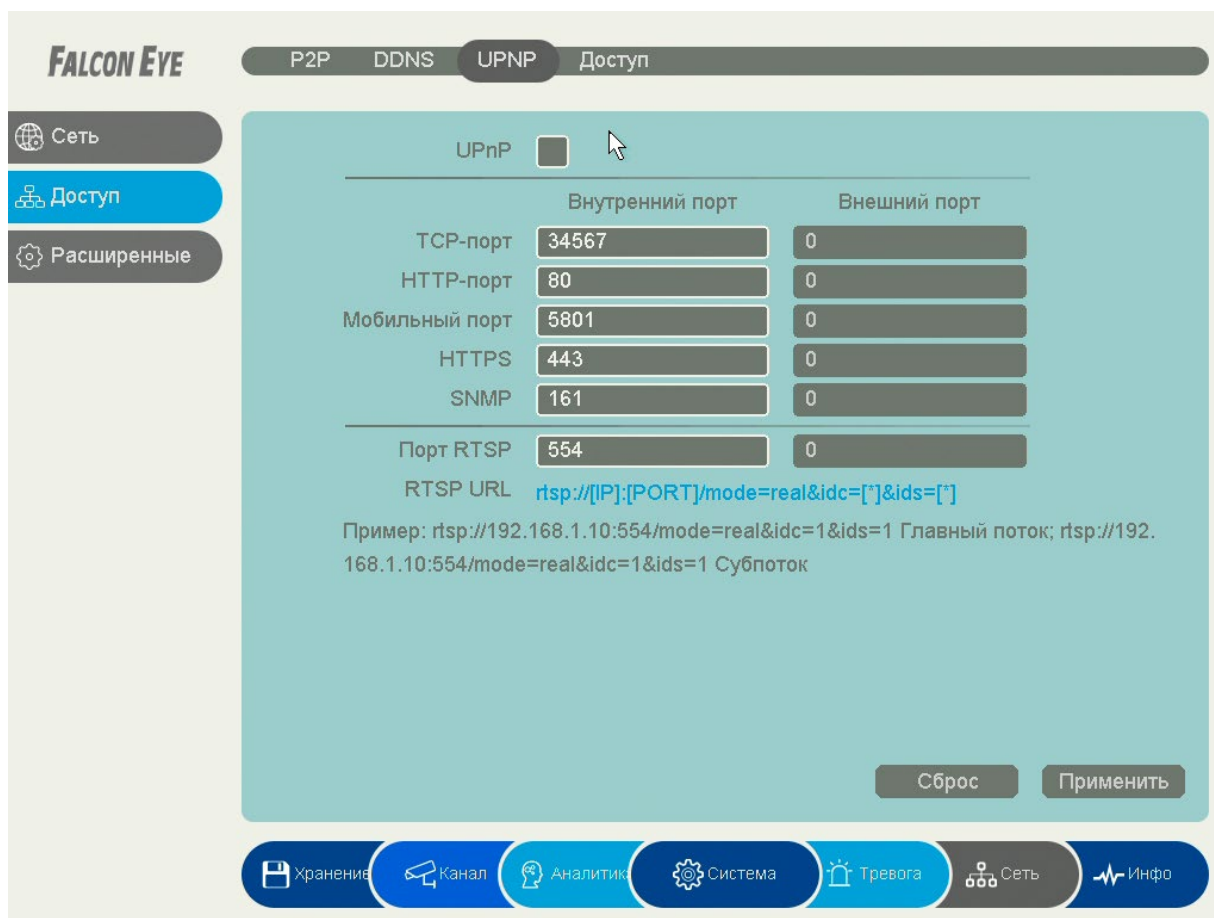 FALCON EYE
P2P DDNS UPNP Доступ
Сеть
Доступ
Расширенные
UPnP
Внутренний порт Внешний порт
TCP-порт 34567 0
HTTP-порт 80 0
Мобильный порт 5801 0
HTTPS 443 0
SNMP 161 0
Порт RTSP 554 0
RTSP URL rtsp://[IP]:[PORT]/mode=real&idc=[*]&ids=[*]
Пример: rtsp://192.168.1.10:554/mode=real&idc=1&ids=1 Главный поток; rtsp://192.
168.1.10:554/mode=real&idc=1&ids=1 Субпоток
Сброс Применить
Хранение Канал Аналитик Система Тревога Сеть Инфо